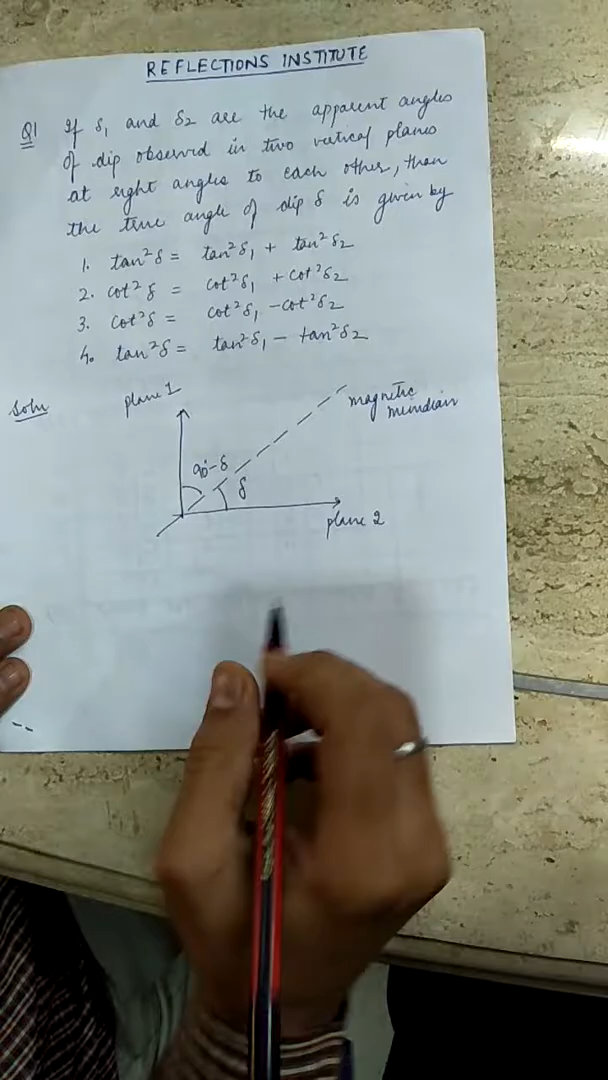 REFLECTIONS INSTITUTE
Q1 If δ₁ and δ₂ are the apparent angles
of dip observed in two vertical planes
at right angles to each other, then
the true angle of dip δ is given by
1. tan²δ = tan²δ₁ + tan²δ₂
2. cot²δ = cot²δ₁ + cot²δ₂
3. cot²δ = cot²δ₁ - cot²δ₂
4. tan²δ = tan²δ₁ - tan²δ₂
Soln
plane 1
magnetic
meridian
90°-δ
δ
plane 2